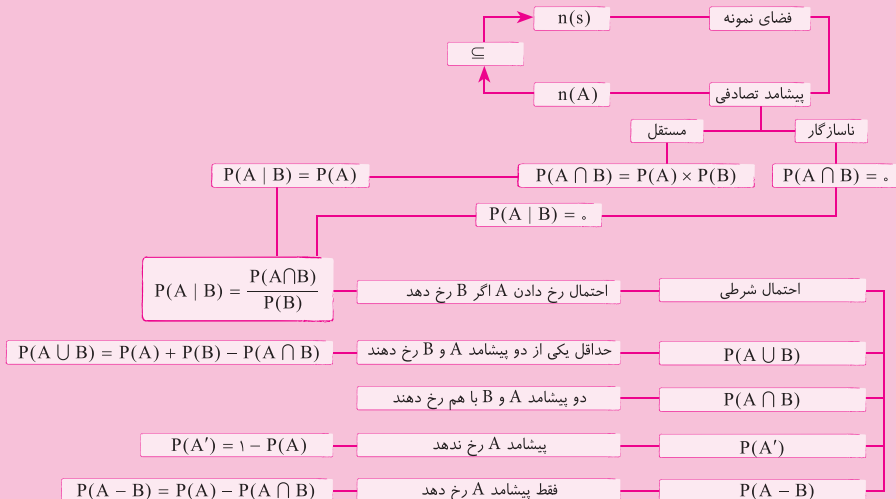 فضای نمونه n(s)
⊆
پیشامد تصادفی n(A)
ناسازگار مستقل
P(A ∩ B) = ۰ P(A ∩ B) = P(A) × P(B) P(A | B) = P(A)
P(A | B) = ۰
احتمال شرطی احتمال رخ دادن A اگر B رخ دهد P(A | B) = P(A∩B) / P(B)
P(A ∪ B) حداقل یکی از دو پیشامد A و B رخ دهند P(A ∪ B) = P(A) + P(B) − P(A ∩ B)
P(A ∩ B) دو پیشامد A و B با هم رخ دهند
P(A′) پیشامد A رخ ندهد P(A′) = ۱ − P(A)
P(A − B) فقط پیشامد A رخ دهد P(A − B) = P(A) − P(A ∩ B)